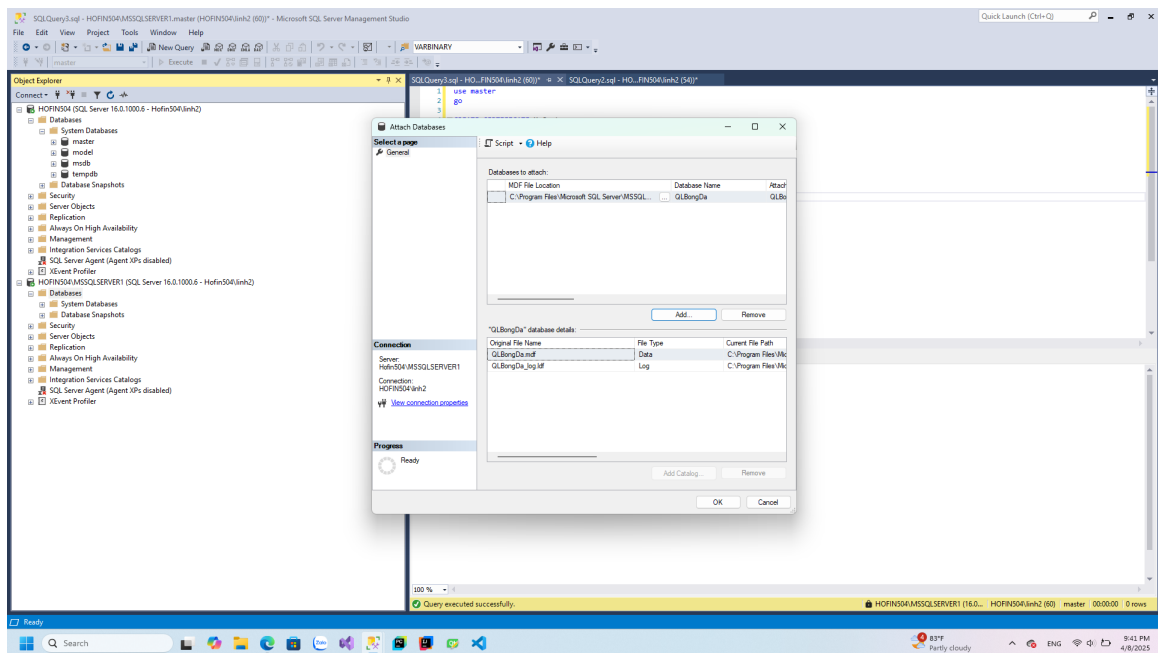 SQLQuery3.sql - HOFIN504\MSSQLSERVER1.master (HOFIN504\linh2 (60))* - Microsoft SQL Server Management Studio
Quick Launch (Ctrl+Q)
File Edit View Project Tools Window Help
New Query
VARBINARY
master
Execute
Object Explorer
SQLQuery3.sql - HO...FIN504\linh2 (60))*
SQLQuery2.sql - HO...FIN504\linh2 (54))*
Connect
HOFIN504 (SQL Server 16.0.1000.6 - Hofin504\linh2)
Databases
System Databases
master
model
msdb
tempdb
Database Snapshots
Security
Server Objects
Replication
Always On High Availability
Management
Integration Services Catalogs
SQL Server Agent (Agent XPs disabled)
XEvent Profiler
HOFIN504\MSSQLSERVER1 (SQL Server 16.0.1000.6 - Hofin504\linh2)
Databases
System Databases
Database Snapshots
Security
Server Objects
Replication
Always On High Availability
Management
Integration Services Catalogs
SQL Server Agent (Agent XPs disabled)
XEvent Profiler
1 use master
2 go
3
Attach Databases
Select a page
General
Script Help
Databases to attach:
MDF File Location Database Name Attach
C:\Program Files\Microsoft SQL Server\MSSQL... ... QLBongDa QLBo
Add... Remove
"QLBongDa" database details:
Original File Name File Type Current File Path
QLBongDa.mdf Data C:\Program Files\Mic
QLBongDa_log.ldf Log C:\Program Files\Mic
Connection
Server:
Hofin504\MSSQLSERVER1
Connection:
HOFIN504\linh2
View connection properties
Progress
Ready
Add Catalog... Remove
OK Cancel
100 %
Query executed successfully.
HOFIN504\MSSQLSERVER1 (16.0... HOFIN504\linh2 (60) master 00:00:00 0 rows
Ready
Search
Zalo
4
83°F
Partly cloudy
ENG
9:41 PM
4/8/2025